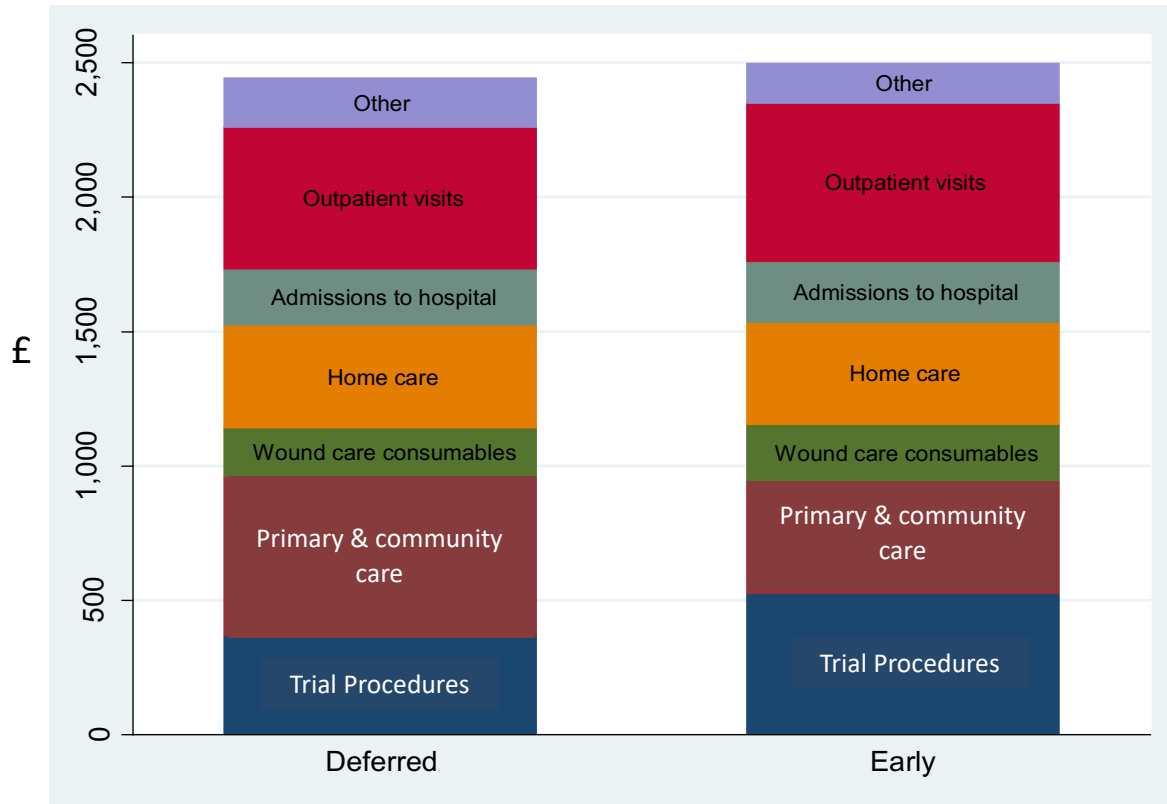 2,500
2,000
1,500
1,000
500
0
£
Other
Outpatient visits
Admissions to hospital
Home care
Wound care consumables
Primary & community
care
Trial Procedures
Other
Outpatient visits
Admissions to hospital
Home care
Wound care consumables
Primary & community
care
Trial Procedures
Deferred
Early